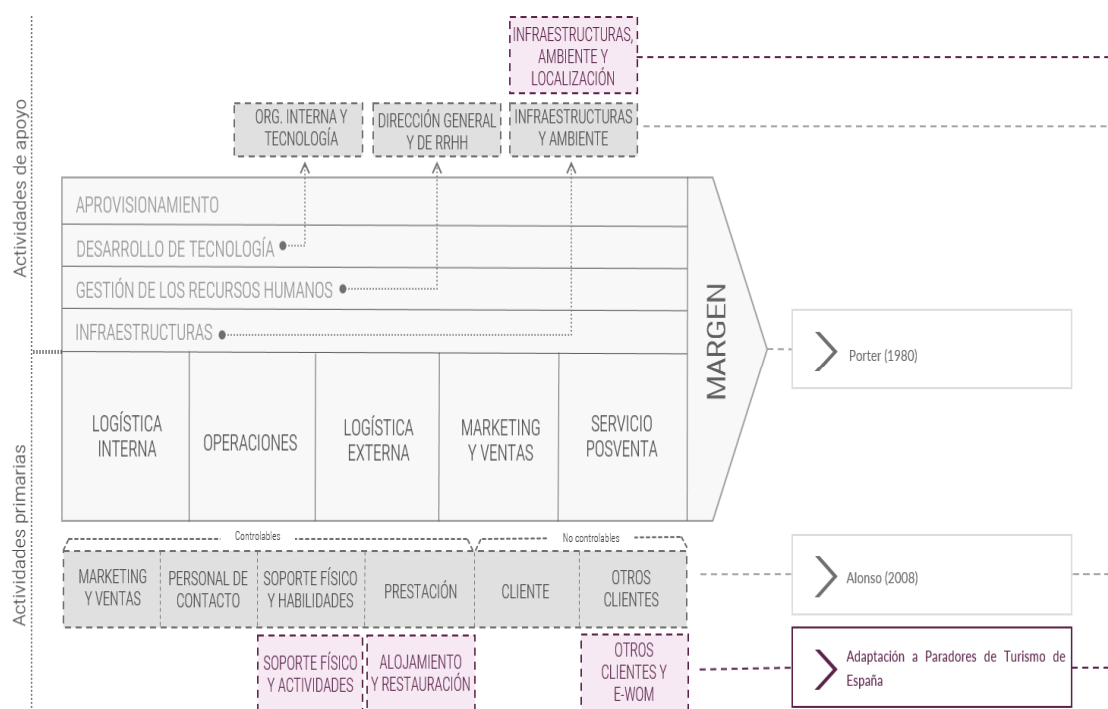 INFRAESTRUCTURAS,
AMBIENTE Y
LOCALIZACIÓN
ORG. INTERNA Y
TECNOLOGÍA
DIRECCIÓN GENERAL
Y DE RRHH
INFRAESTRUCTURAS
Y AMBIENTE
Actividades de apoyo
APROVISIONAMIENTO
DESARROLLO DE TECNOLOGÍA
GESTIÓN DE LOS RECURSOS HUMANOS
INFRAESTRUCTURAS
MARGEN
Porter (1980)
Actividades primarias
LOGÍSTICA
INTERNA
OPERACIONES
LOGÍSTICA
EXTERNA
MARKETING
Y VENTAS
SERVICIO
POSVENTA
Controlables
No controlables
MARKETING
Y VENTAS
PERSONAL DE
CONTACTO
SOPORTE FÍSICO
Y HABILIDADES
PRESTACIÓN
CLIENTE
OTROS
CLIENTES
Alonso (2008)
SOPORTE FÍSICO
Y ACTIVIDADES
ALOJAMIENTO
Y RESTAURACIÓN
OTROS
CLIENTES Y
E-WOM
Adaptación a Paradores de Turismo de
España